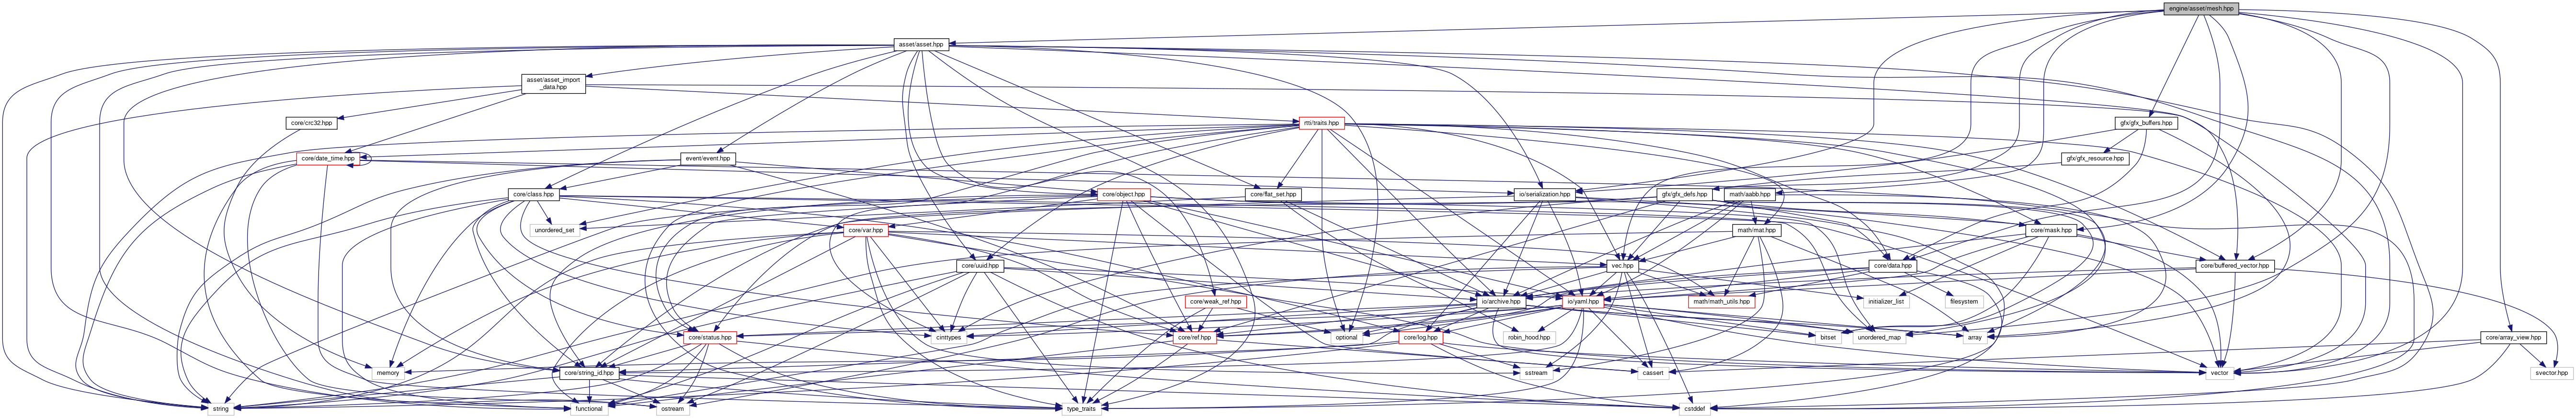 engine/asset/mesh.hpp
asset/asset.hpp
asset/asset_import
_data.hpp
core/crc32.hpp
rtti/traits.hpp
gfx/gfx_buffers.hpp
core/date_time.hpp
event/event.hpp
gfx/gfx_resource.hpp
core/class.hpp
core/object.hpp
core/flat_set.hpp
io/serialization.hpp
gfx/gfx_defs.hpp
math/aabb.hpp
unordered_set
core/var.hpp
math/mat.hpp
core/mask.hpp
core/uuid.hpp
vec.hpp
core/data.hpp
core/buffered_vector.hpp
core/weak_ref.hpp
io/archive.hpp
io/yaml.hpp
math/math_utils.hpp
initializer_list
filesystem
core/status.hpp
cinttypes
core/ref.hpp
optional
core/log.hpp
robin_hood.hpp
bitset
unordered_map
array
core/array_view.hpp
memory
core/string_id.hpp
sstream
cassert
vector
svector.hpp
string
functional
ostream
type_traits
cstddef